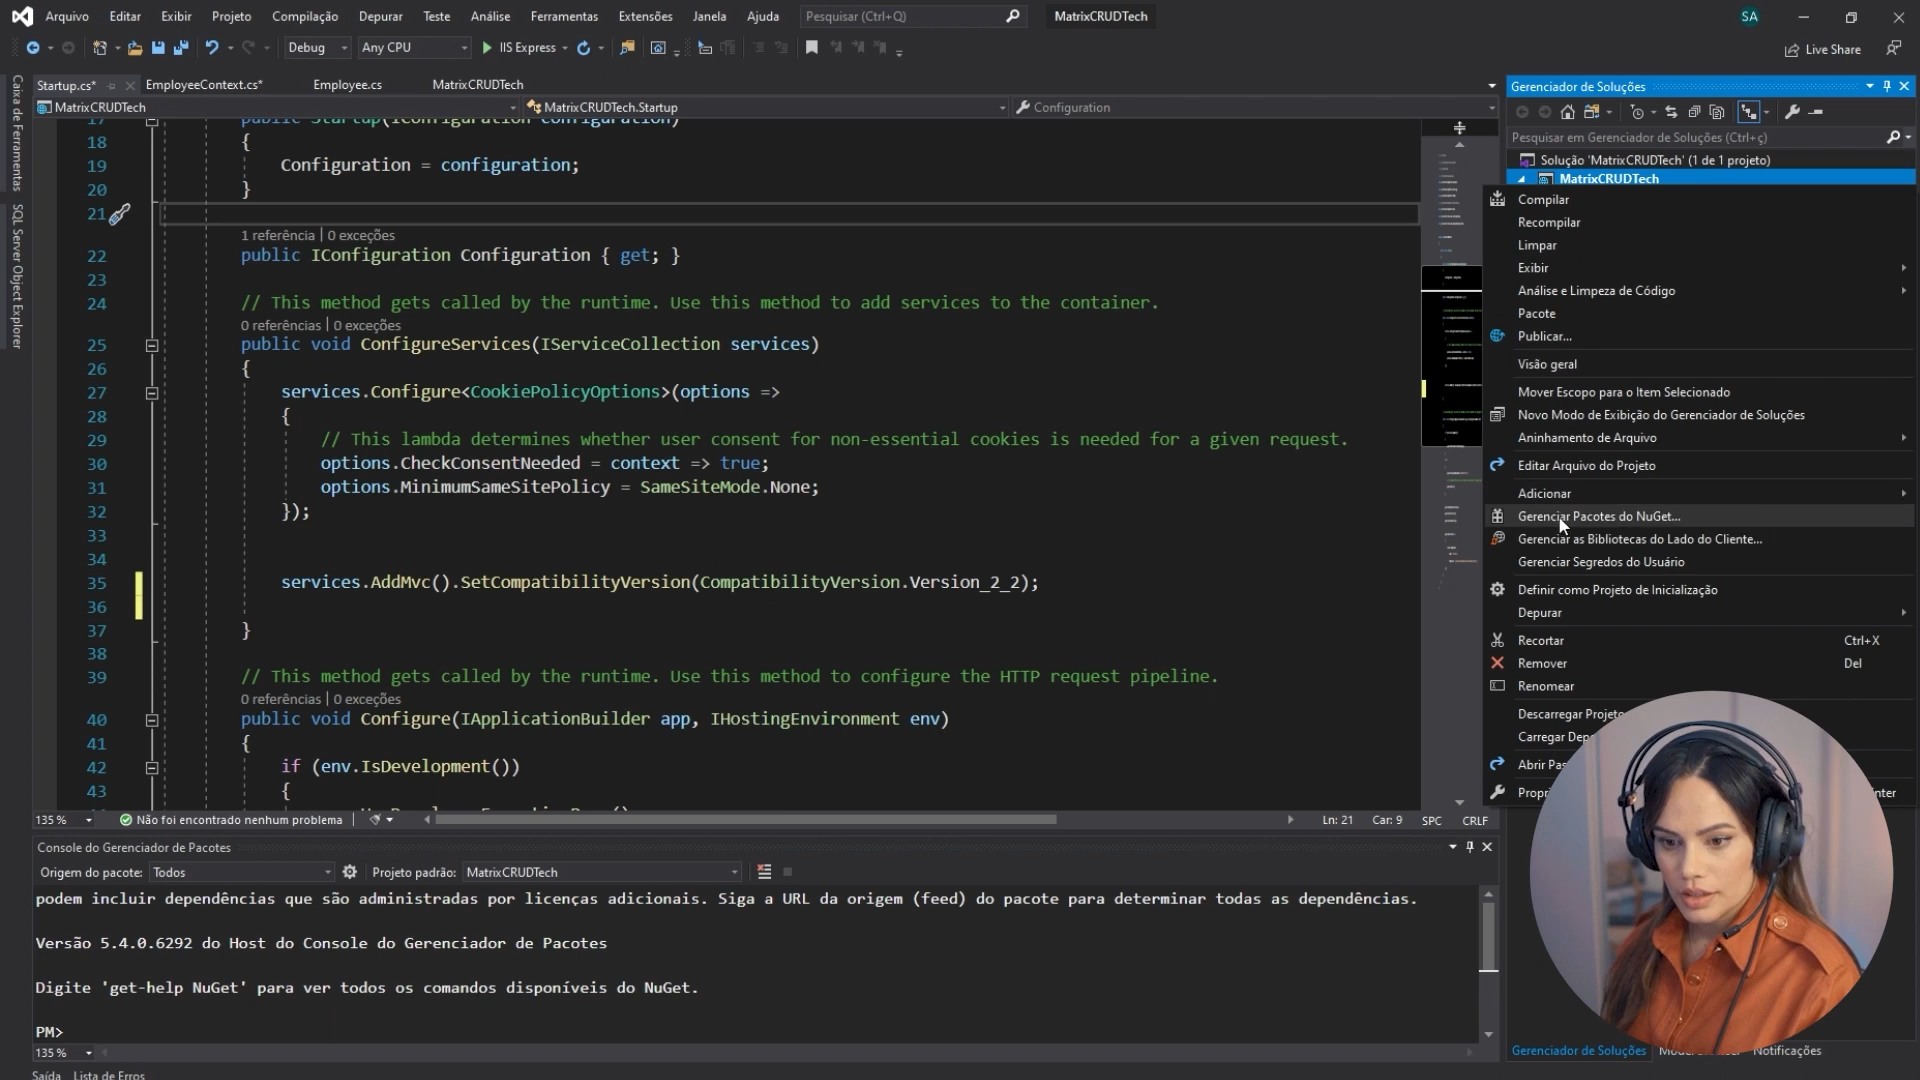 Arquivo Editar Exibir Projeto Compilação Depurar Teste Análise Ferramentas Extensões Janela Ajuda Pesquisar (Ctrl+Q) MatrixCRUDTech SA
Debug Any CPU IIS Express Live Share
Caixa de Ferramentas
SQL Server Object Explorer
Startup.cs* EmployeeContext.cs* Employee.cs MatrixCRUDTech
MatrixCRUDTech MatrixCRUDTech.Startup Configuration
17 public Startup(IConfiguration configuration)
18 {
19 Configuration = configuration;
20 }
21
1 referência | 0 exceções
22 public IConfiguration Configuration { get; }
23
24 // This method gets called by the runtime. Use this method to add services to the container.
0 referências | 0 exceções
25 public void ConfigureServices(IServiceCollection services)
26 {
27 services.Configure<CookiePolicyOptions>(options =>
28 {
29 // This lambda determines whether user consent for non-essential cookies is needed for a given request.
30 options.CheckConsentNeeded = context => true;
31 options.MinimumSameSitePolicy = SameSiteMode.None;
32 });
33
34
35 services.AddMvc().SetCompatibilityVersion(CompatibilityVersion.Version_2_2);
36
37 }
38
39 // This method gets called by the runtime. Use this method to configure the HTTP request pipeline.
0 referências | 0 exceções
40 public void Configure(IApplicationBuilder app, IHostingEnvironment env)
41 {
42 if (env.IsDevelopment())
43 {
135 % Não foi encontrado nenhum problema Ln: 21 Car: 9 SPC CRLF
Console do Gerenciador de Pacotes
Origem do pacote: Todos Projeto padrão: MatrixCRUDTech
podem incluir dependências que são administradas por licenças adicionais. Siga a URL da origem (feed) do pacote para determinar todas as dependências.
Versão 5.4.0.6292 do Host do Console do Gerenciador de Pacotes
Digite 'get-help NuGet' para ver todos os comandos disponíveis do NuGet.
PM>
135 %
Saída Lista de Erros
Gerenciador de Soluções
Pesquisar em Gerenciador de Soluções (Ctrl+ç)
Solução 'MatrixCRUDTech' (1 de 1 projeto)
MatrixCRUDTech
Compilar
Recompilar
Limpar
Exibir
Análise e Limpeza de Código
Pacote
Publicar...
Visão geral
Mover Escopo para o Item Selecionado
Novo Modo de Exibição do Gerenciador de Soluções
Aninhamento de Arquivo
Editar Arquivo do Projeto
Adicionar
Gerenciar Pacotes do NuGet...
Gerenciar as Bibliotecas do Lado do Cliente...
Gerenciar Segredos do Usuário
Definir como Projeto de Inicialização
Depurar
Recortar Ctrl+X
Remover Del
Renomear
Descarregar Projeto
Carregar
Abrir
Gerenciador de Soluções Notificações